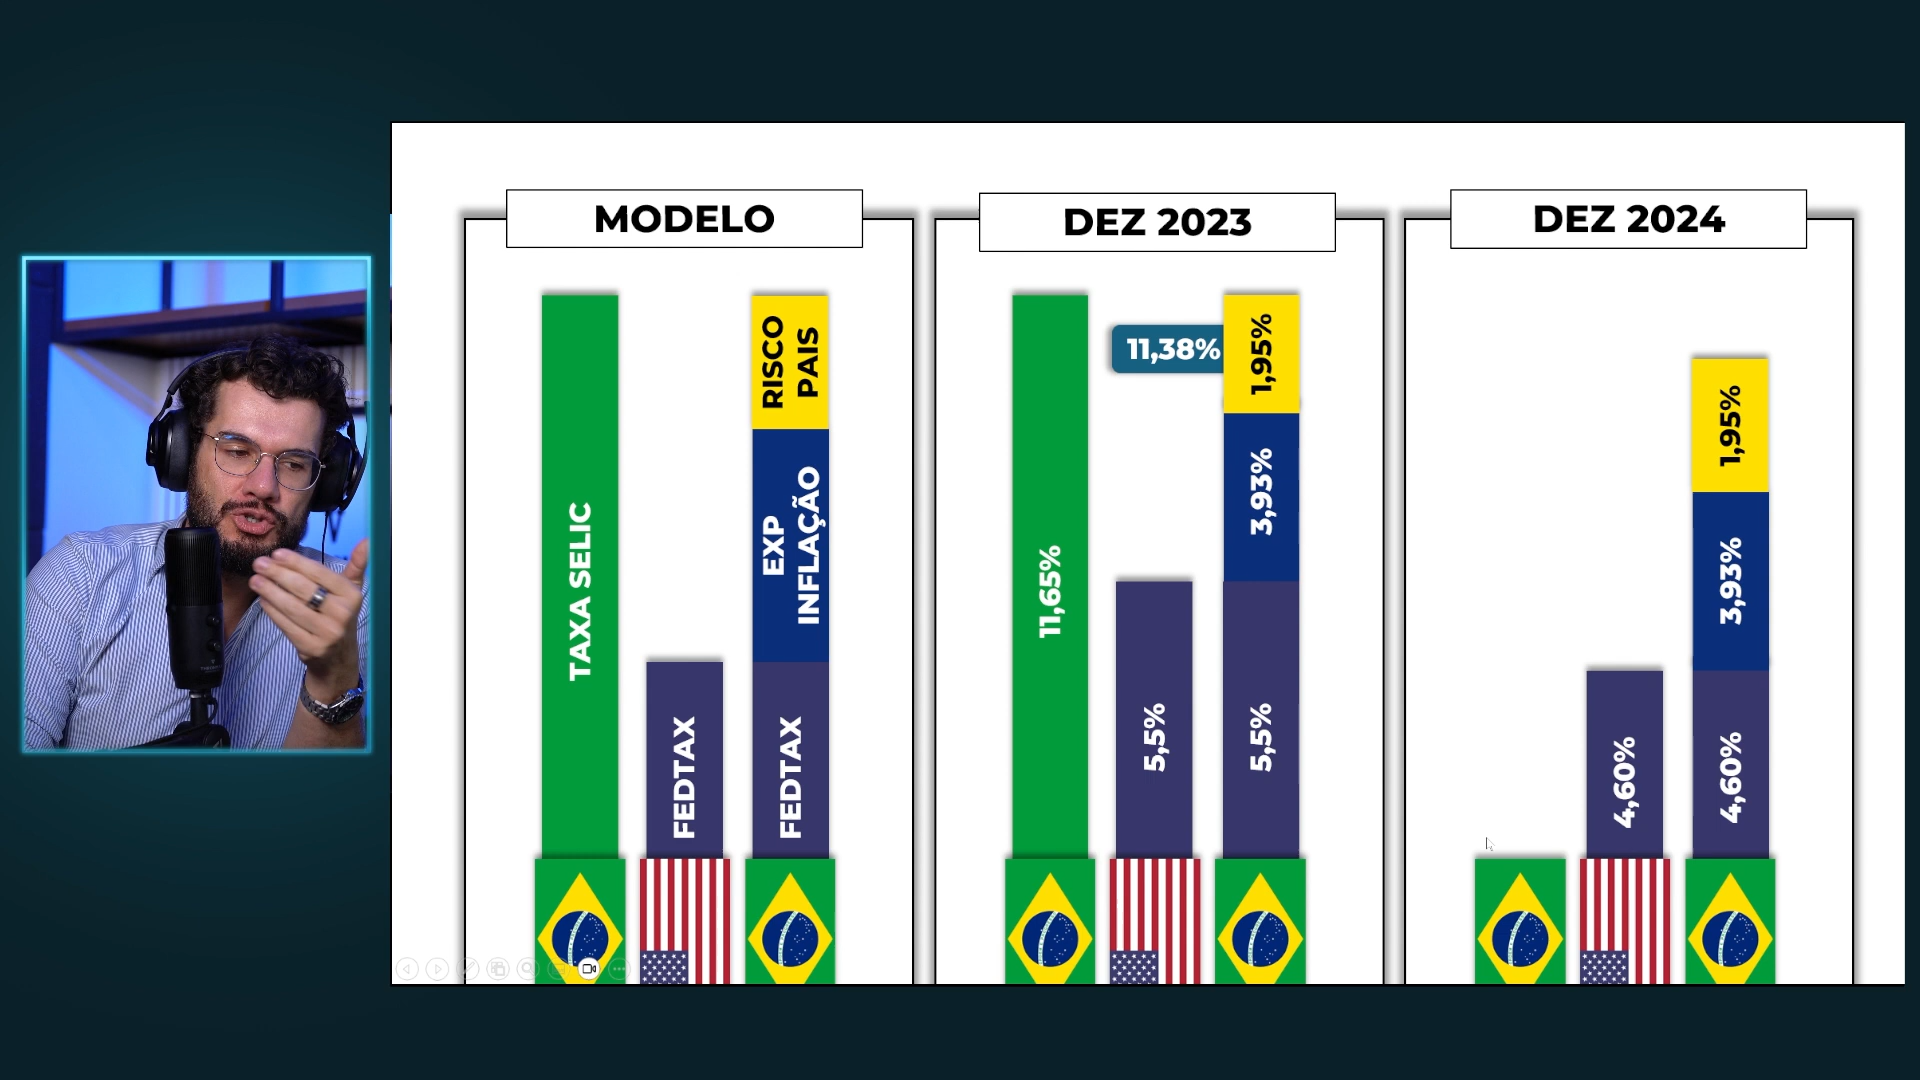 MODELO
TAXA SELIC
FEDTAX
RISCO
PAIS
EXP
INFLAÇÃO
FEDTAX
DEZ 2023
11,65%
5,5%
11,38%
1,95%
3,93%
5,5%
DEZ 2024
4,60%
1,95%
3,93%
4,60%